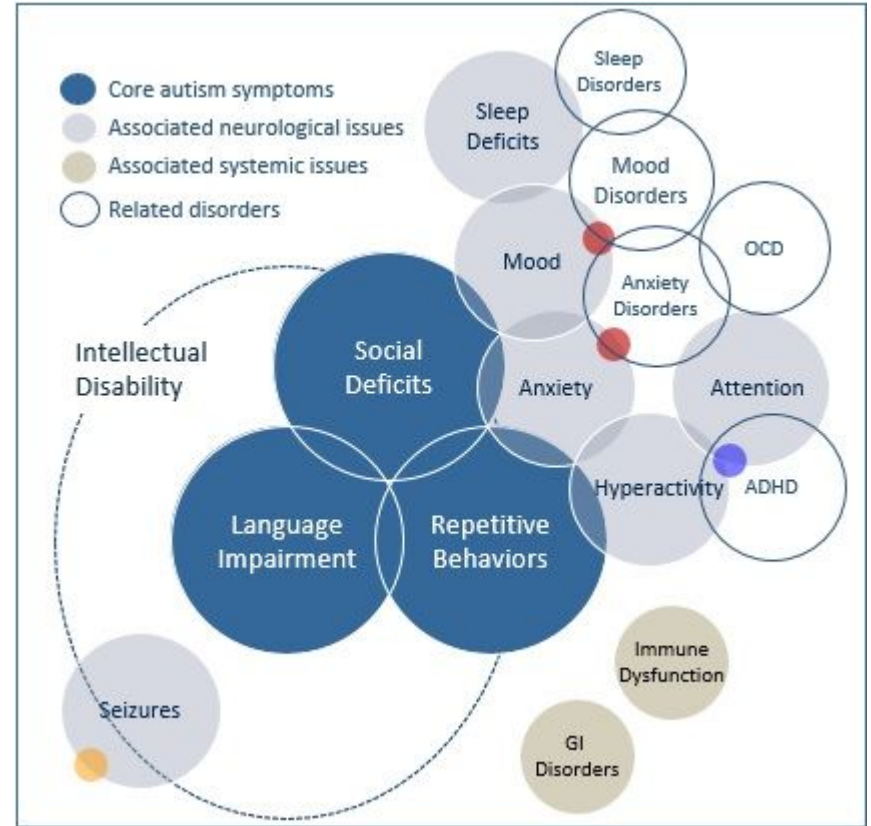 Core autism symptoms
Associated neurological issues
Associated systemic issues
Related disorders
Sleep
Disorders
Sleep
Deficits
Mood
Disorders
OCD
Mood
Anxiety
Disorders
Intellectual
Disability
Social
Deficits
Anxiety
Attention
Hyperactivity
ADHD
Language
Impairment
Repetitive
Behaviors
Immune
Dysfunction
Seizures
GI
Disorders